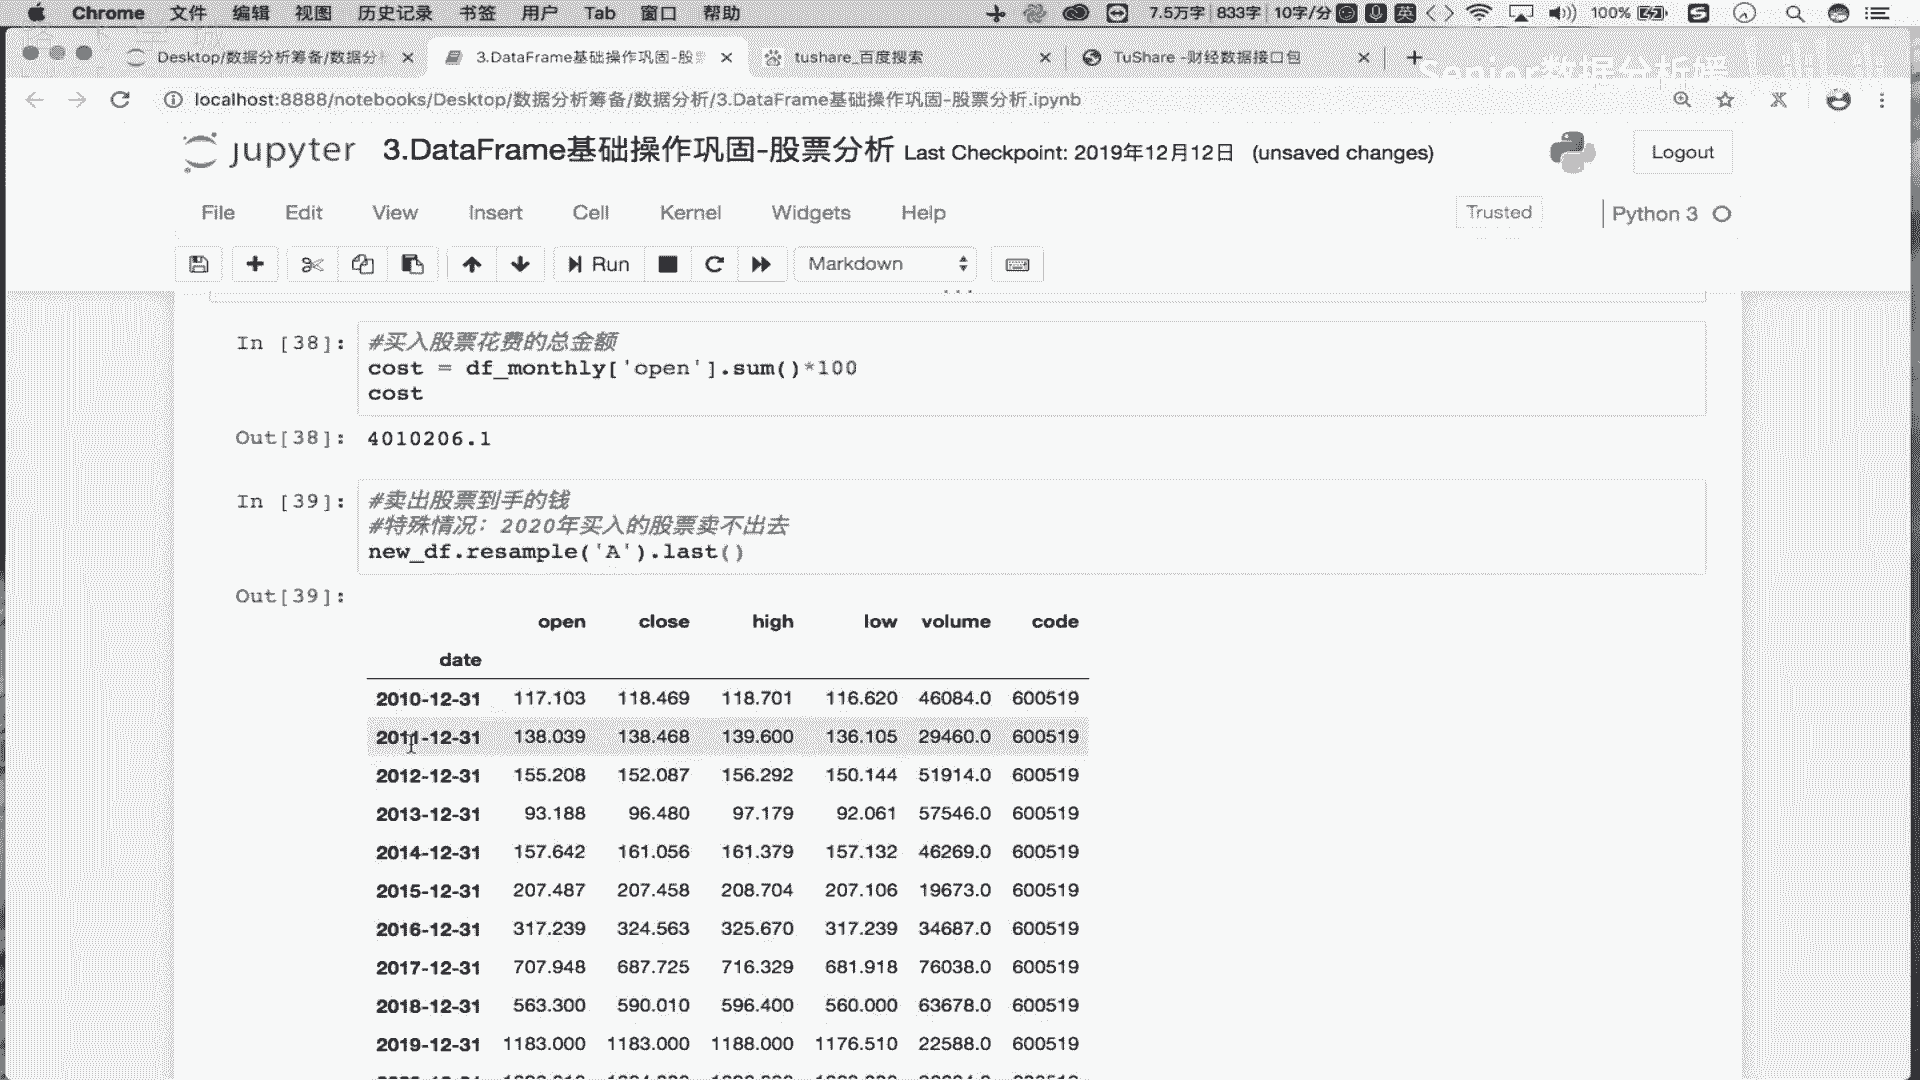 Chrome 文件 编辑 视图 历史记录 书签 用户 Tab 窗口 帮助 7.5万字 833字 10字/分 英 100%
Desktop/数据分析筹备/数据分 3.DataFrame基础操作巩固-股票 tushare_百度搜索 TuShare -财经数据接口包
Senior数据分析媛
localhost:8888/notebooks/Desktop/数据分析筹备/数据分析/3.DataFrame基础操作巩固-股票分析.ipynb
jupyter 3.DataFrame基础操作巩固-股票分析 Last Checkpoint: 2019年12月12日 (unsaved changes) Logout
File Edit View Insert Cell Kernel Widgets Help Trusted Python 3
Run Markdown
In [38]: #买入股票花费的总金额
cost = df_monthly['open'].sum()*100
cost
Out[38]: 4010206.1
In [39]: #卖出股票到手的钱
#特殊情况：2020年买入的股票卖不出去
new_df.resample('A').last()
Out[39]:
open close high low volume code
date
2010-12-31 117.103 118.469 118.701 116.620 46084.0 600519
2011-12-31 138.039 138.468 139.600 136.105 29460.0 600519
2012-12-31 155.208 152.087 156.292 150.144 51914.0 600519
2013-12-31 93.188 96.480 97.179 92.061 57546.0 600519
2014-12-31 157.642 161.056 161.379 157.132 46269.0 600519
2015-12-31 207.487 207.458 208.704 207.106 19673.0 600519
2016-12-31 317.239 324.563 325.670 317.239 34687.0 600519
2017-12-31 707.948 687.725 716.329 681.918 76038.0 600519
2018-12-31 563.300 590.010 596.400 560.000 63678.0 600519
2019-12-31 1183.000 1183.000 1188.000 1176.510 22588.0 600519